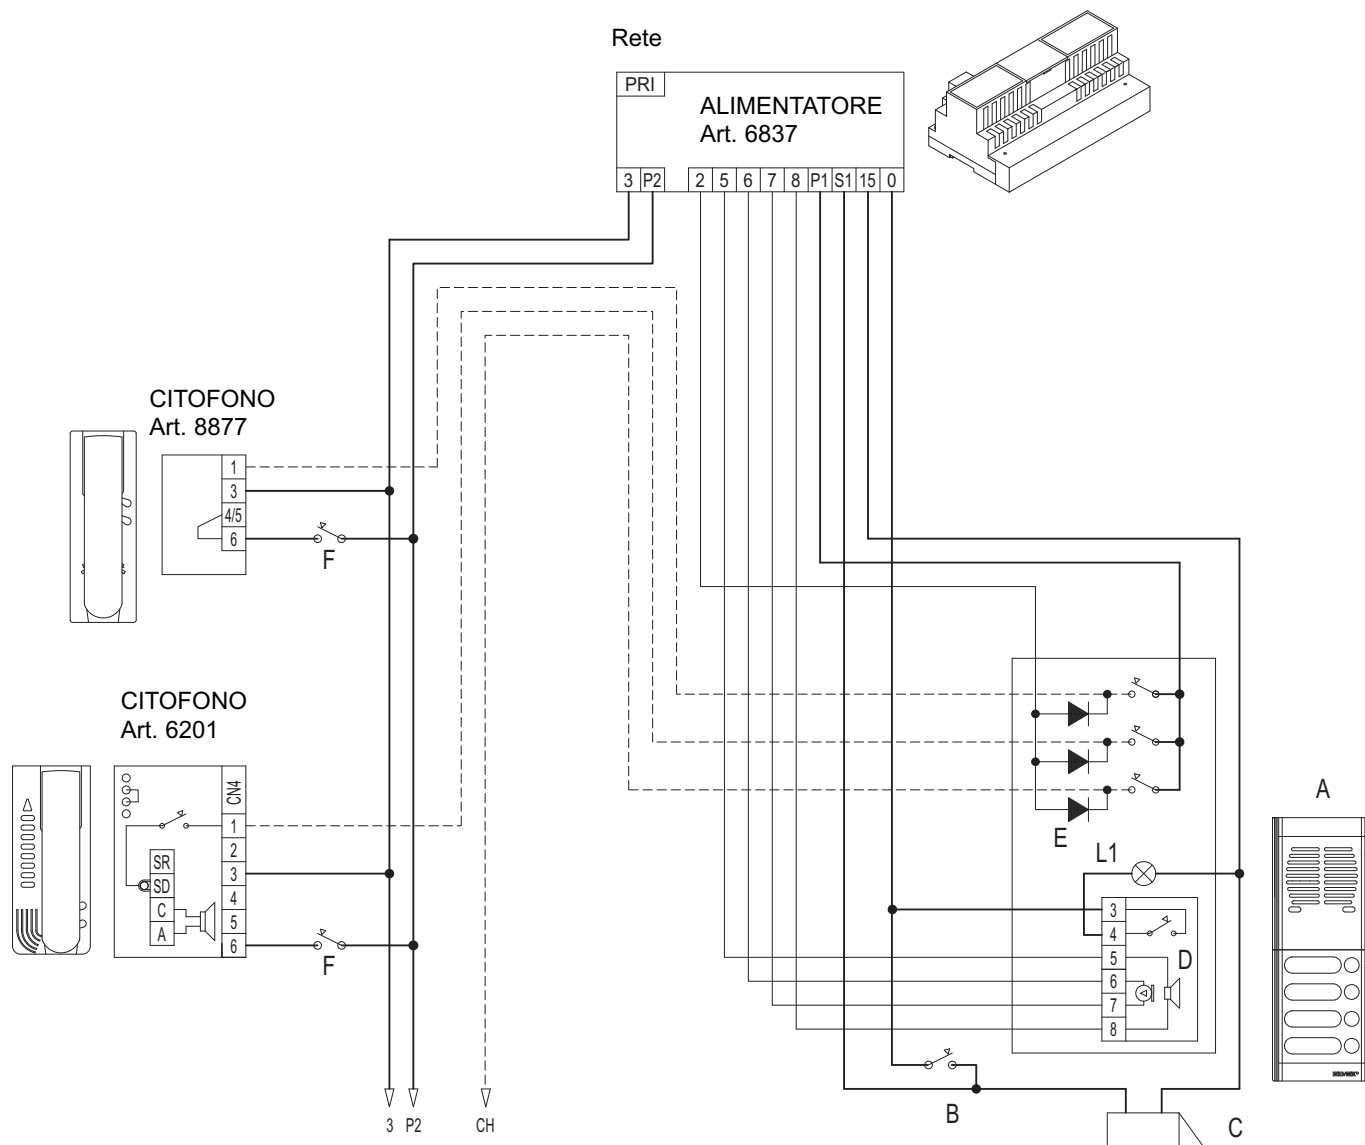 Rete
PRI
ALIMENTATORE
Art. 6837
3 P2 2 5 6 7 8 P1 S1 15 0
CITOFONO
Art. 8877
1
3
4/5
6
F
CITOFONO
Art. 6201
CN4
1
2
3
4
5
6
SR
SD
C
A
F
E
L1
A
3
4
5
6
7
8
D
B
C
3 P2 CH